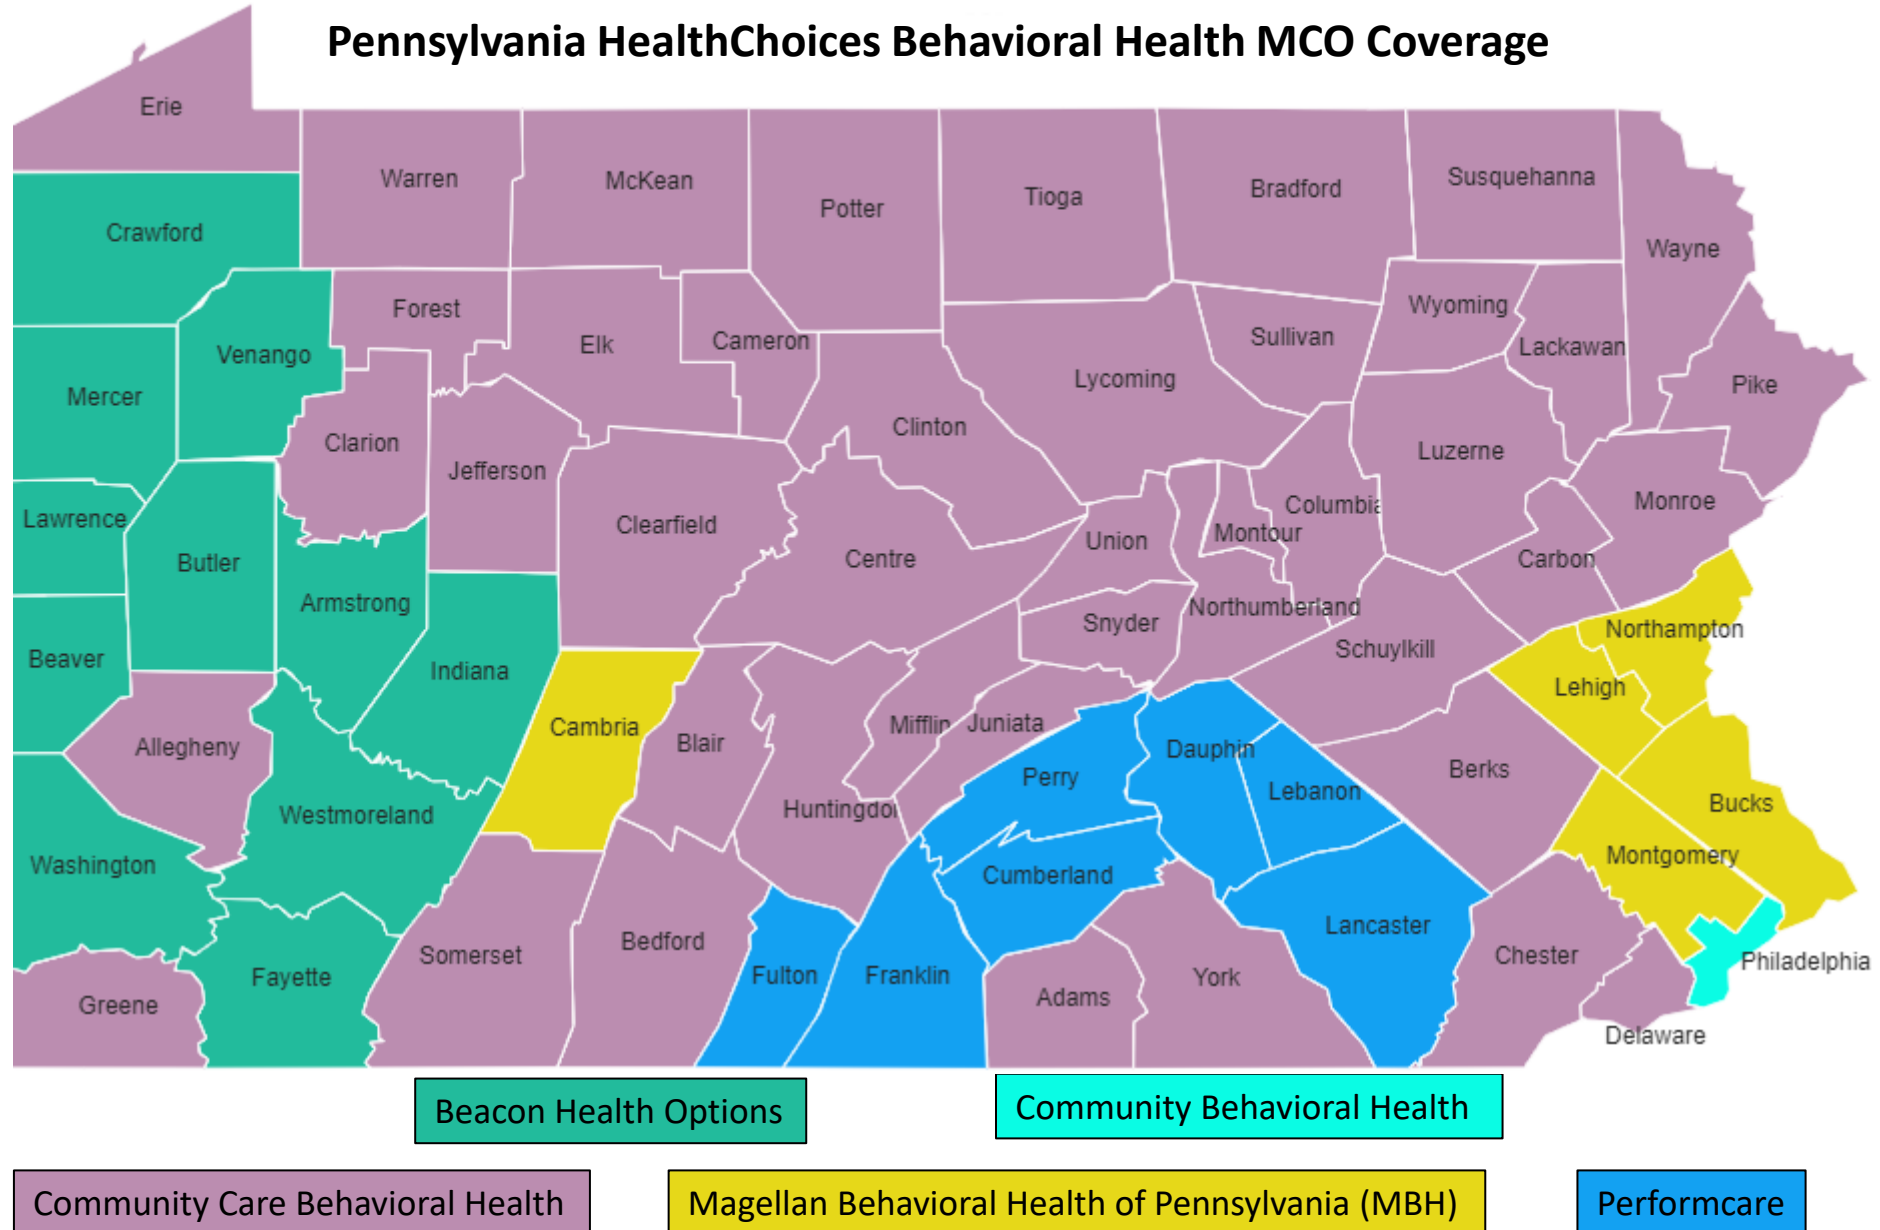 Pennsylvania HealthChoices Behavioral Health MCO Coverage
Erie
Warren
McKean
Potter
Tioga
Bradford
Susquehanna
Wayne
Crawford
Forest
Elk
Cameron
Sullivan
Wyoming
Lackawan
Venango
Mercer
Lycoming
Pike
Clarion
Jefferson
Clinton
Luzerne
Monroe
Lawrence
Butler
Clearfield
Centre
Union
Montour
Columbia
Carbon
Armstrong
Snyder
Northumberland
Schuylkill
Northampton
Beaver
Indiana
Lehigh
Allegheny
Cambria
Blair
Mifflin
Juniata
Dauphin
Berks
Perry
Lebanon
Bucks
Westmoreland
Huntingdon
Washington
Cumberland
Montgomery
Lancaster
Somerset
Bedford
Chester
Philadelphia
Fayette
Fulton
Franklin
York
Greene
Adams
Delaware
Beacon Health Options
Community Behavioral Health
Community Care Behavioral Health
Magellan Behavioral Health of Pennsylvania (MBH)
Performcare